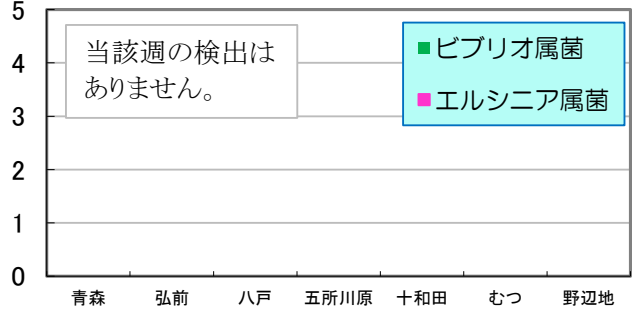 5
4
3
2
1
0
当該週の検出は
ありません。
ビブリオ属菌
エルシニア属菌
青森 弘前 八戸 五所川原 十和田 むつ 野辺地